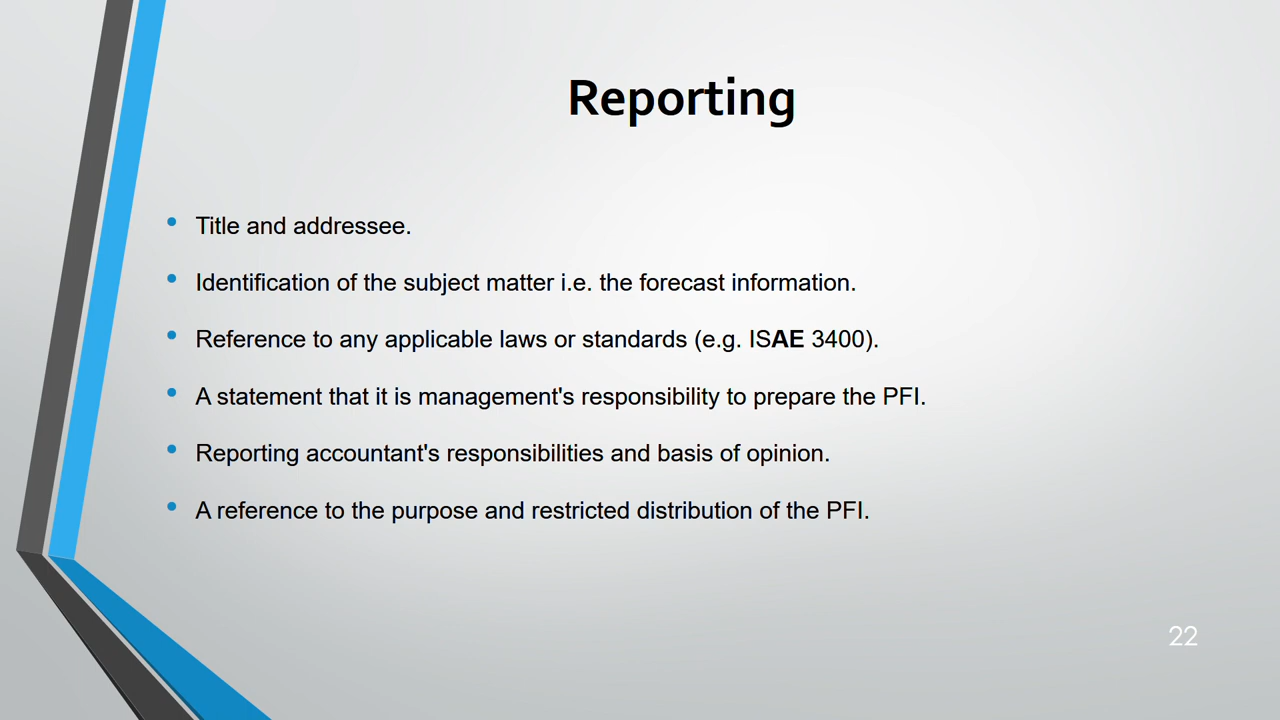 Reporting
• Title and addressee.
• Identification of the subject matter i.e. the forecast information.
• Reference to any applicable laws or standards (e.g. ISAE 3400).
• A statement that it is management's responsibility to prepare the PFI.
• Reporting accountant's responsibilities and basis of opinion.
• A reference to the purpose and restricted distribution of the PFI.
22